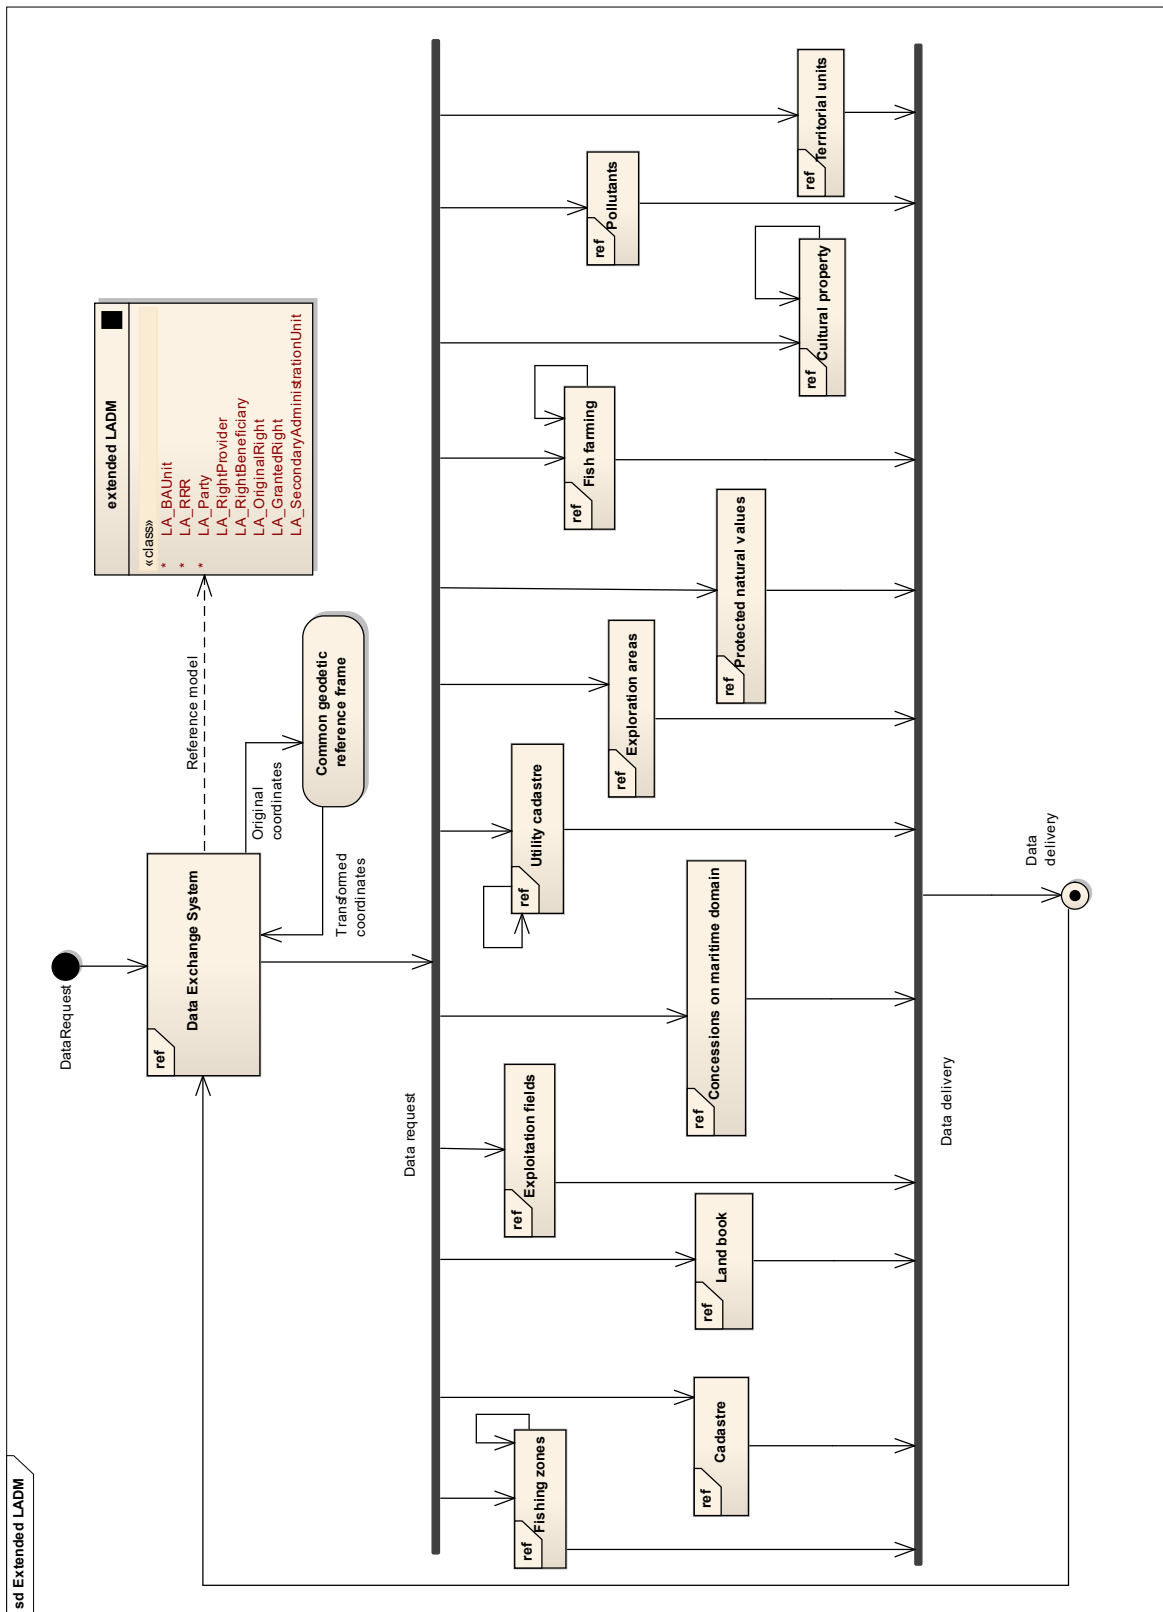 sd Extended LADM
DataRequest
ref
Data Exchange System
Reference model
extended LADM
«class»
* LA_BAUnit
* LA_RRR
* LA_Party
LA_RightProvider
LA_RightBeneficiary
LA_OriginalRight
LA_GrantedRight
LA_SecondaryAdministrationUnit
Original
coordinates
Common geodetic
reference frame
Transformed
coordinates
Data request
ref
Fishing zones
ref
Cadastre
ref
Land book
ref
Exploitation fields
ref
Concessions on maritime domain
ref
Utility cadastre
ref
Exploration areas
ref
Protected natural values
ref
Fish farming
ref
Cultural property
ref
Pollutants
ref
Territorial units
Data delivery
Data
delivery